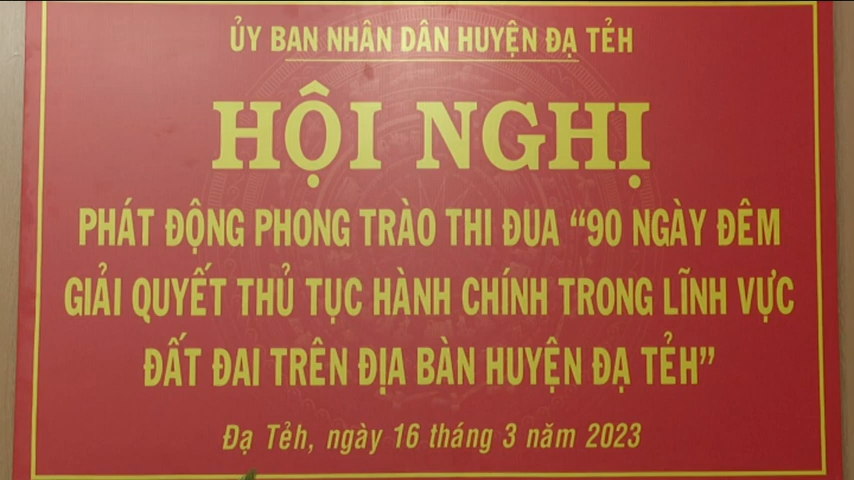 ỦY BAN NHÂN DÂN HUYỆN ĐẠ TẺH
HỘI NGHỊ
PHÁT ĐỘNG PHONG TRÀO THI ĐUA “90 NGÀY ĐÊM
GIẢI QUYẾT THỦ TỤC HÀNH CHÍNH TRONG LĨNH VỰC
ĐẤT ĐAI TRÊN ĐỊA BÀN HUYỆN ĐẠ TẺH”
Đạ Tẻh, ngày 16 tháng 3 năm 2023